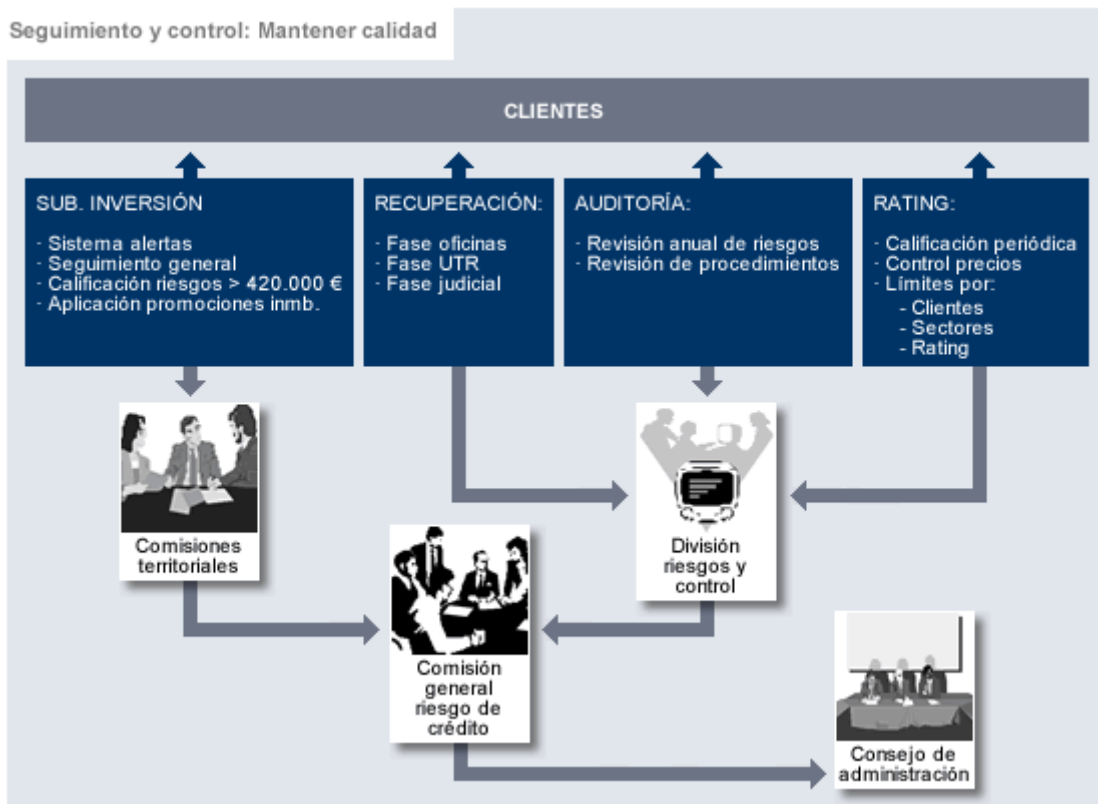 Seguimiento y control: Mantener calidad
CLIENTES
SUB. INVERSIÓN
· Sistema alertas
· Seguimiento general
· Calificación riesgos > 420.000 €
· Aplicación promociones inmb.
RECUPERACIÓN:
· Fase oficinas
· Fase UTR
· Fase judicial
AUDITORÍA:
· Revisión anual de riesgos
· Revisión de procedimientos
RATING:
· Calificación periódica
· Control precios
· Límites por:
- Clientes
- Sectores
- Rating
Comisiones
territoriales
División
riesgos y
control
Comisión
general
riesgo de
crédito
Consejo de
administración